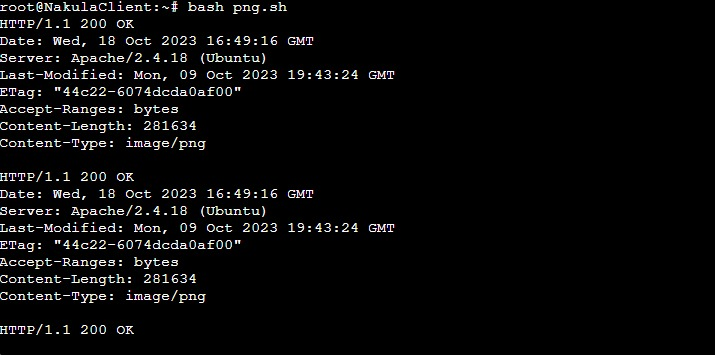 root@NakulaClient:~# bash png.sh
HTTP/1.1 200 OK
Date: Wed, 18 Oct 2023 16:49:16 GMT
Server: Apache/2.4.18 (Ubuntu)
Last-Modified: Mon, 09 Oct 2023 19:43:24 GMT
ETag: "44c22-6074dcda0af00"
Accept-Ranges: bytes
Content-Length: 281634
Content-Type: image/png
HTTP/1.1 200 OK
Date: Wed, 18 Oct 2023 16:49:16 GMT
Server: Apache/2.4.18 (Ubuntu)
Last-Modified: Mon, 09 Oct 2023 19:43:24 GMT
ETag: "44c22-6074dcda0af00"
Accept-Ranges: bytes
Content-Length: 281634
Content-Type: image/png
HTTP/1.1 200 OK